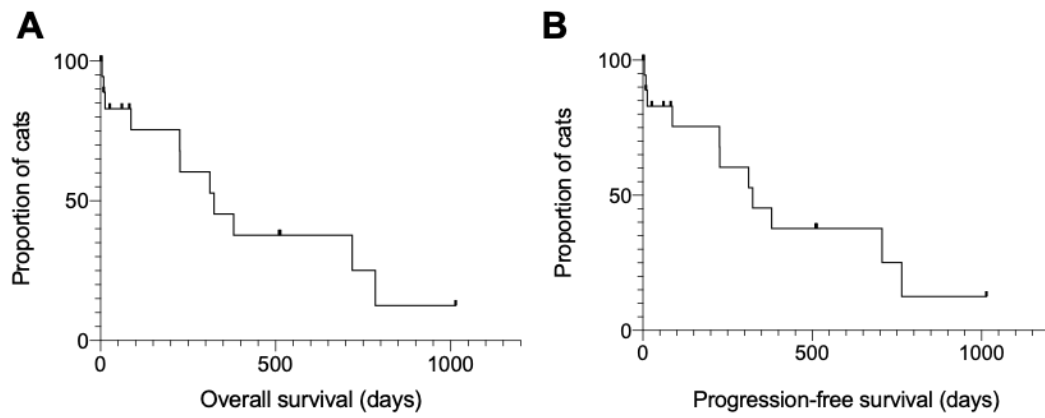 A
Proportion of cats
100
50
0
0
500
1000
Overall survival (days)
B
Proportion of cats
100
50
0
0
500
1000
Progression-free survival (days)